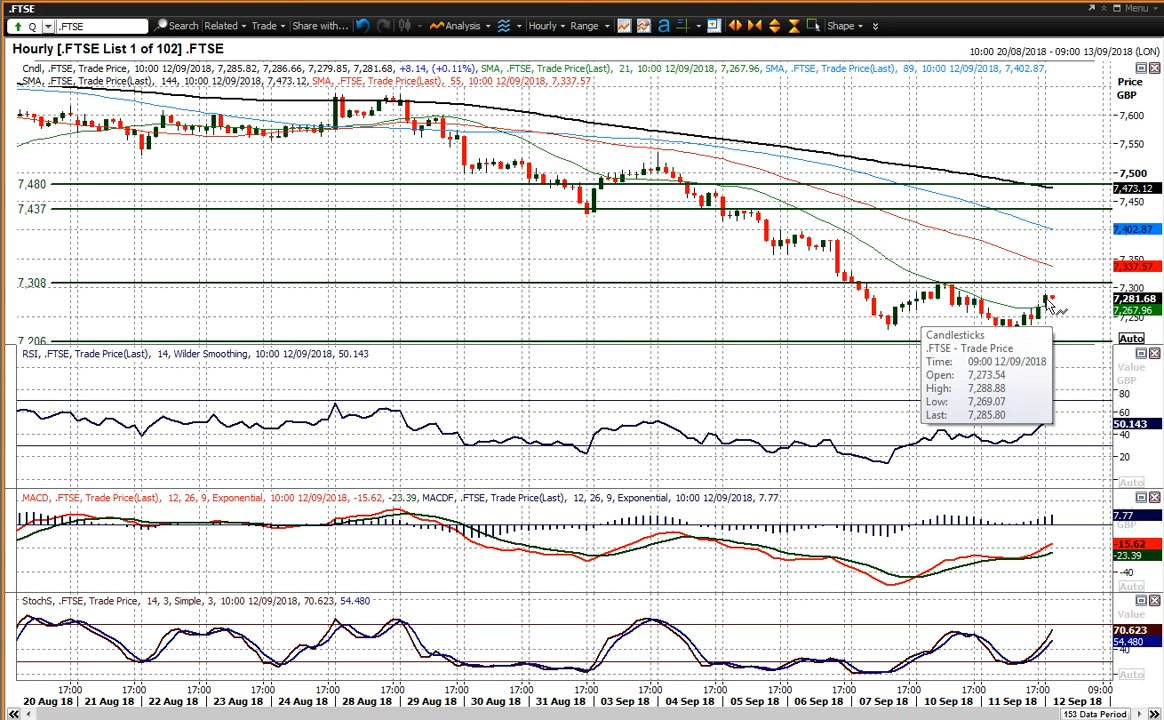 .FTSE
Menu
Q .FTSE Search Related Trade Share with... Analysis Hourly Range a Shape
Hourly [.FTSE List 1 of 102] .FTSE
10:00 20/08/2018 - 09:00 13/09/2018 (LON)
Cndl, .FTSE, Trade Price, 10:00 12/09/2018, 7,285.82, 7,286.66, 7,279.85, 7,281.68, +8.14, (+0.11%), SMA, .FTSE, Trade Price(Last), 21, 10:00 12/09/2018, 7,267.96, SMA, .FTSE, Trade Price(Last), 89, 10:00 12/09/2018, 7,402.87,
SMA, .FTSE, Trade Price(Last), 144, 10:00 12/09/2018, 7,473.12, SMA, .FTSE, Trade Price(Last), 55, 10:00 12/09/2018, 7,337.57
Price
GBP
7,600
7,550
7,500
7,480
7,473.12
7,437
7,450
7,402.87
7,350
7,337.57
7,308
7,300
7,281.68
7,267.96
7,250
7,206
Auto
Candlesticks
.FTSE - Trade Price
Time: 09:00 12/09/2018
Open: 7,273.54
High: 7,288.88
Low: 7,269.07
Last: 7,285.80
RSI, .FTSE, Trade Price(Last), 14, Wilder Smoothing, 10:00 12/09/2018, 50.143
Value
GBP
80
60
50.143
40
20
Auto
MACD, .FTSE, Trade Price(Last), 12, 26, 9, Exponential, 10:00 12/09/2018, -15.62, -23.39, MACDF, .FTSE, Trade Price(Last), 12, 26, 9, Exponential, 10:00 12/09/2018, 7.77
7.77
GBP
-15.62
-23.39
-40
Auto
StochS, .FTSE, Trade Price, 14, 3, Simple, 3, 10:00 12/09/2018, 70.623, 54.480
Value
70.623
54.480
40
Auto
17:00 17:00 17:00 17:00 17:00 17:00 17:00 17:00 17:00 17:00 17:00 17:00 17:00 17:00 17:00 17:00 09:00
20 Aug 18 21 Aug 18 22 Aug 18 23 Aug 18 24 Aug 18 28 Aug 18 29 Aug 18 30 Aug 18 31 Aug 18 03 Sep 18 04 Sep 18 05 Sep 18 06 Sep 18 07 Sep 18 10 Sep 18 11 Sep 18 12 Sep 18
153 Data Period